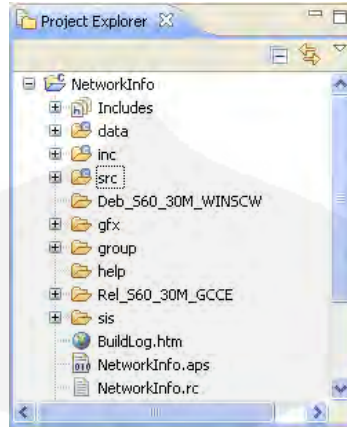 Project Explorer
NetworkInfo
Includes
data
inc
src
Deb_S60_30M_WINSCW
gfx
group
help
Rel_S60_30M_GCCE
sis
BuildLog.htm
NetworkInfo.aps
NetworkInfo.rc